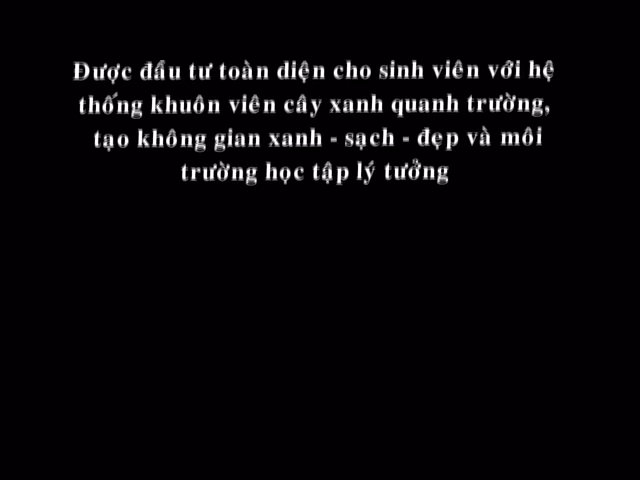 Được đầu tư toàn diện cho sinh viên với hệ
thống khuôn viên cây xanh quanh trường,
tạo không gian xanh - sạch - đẹp và môi
trường học tập lý tưởng